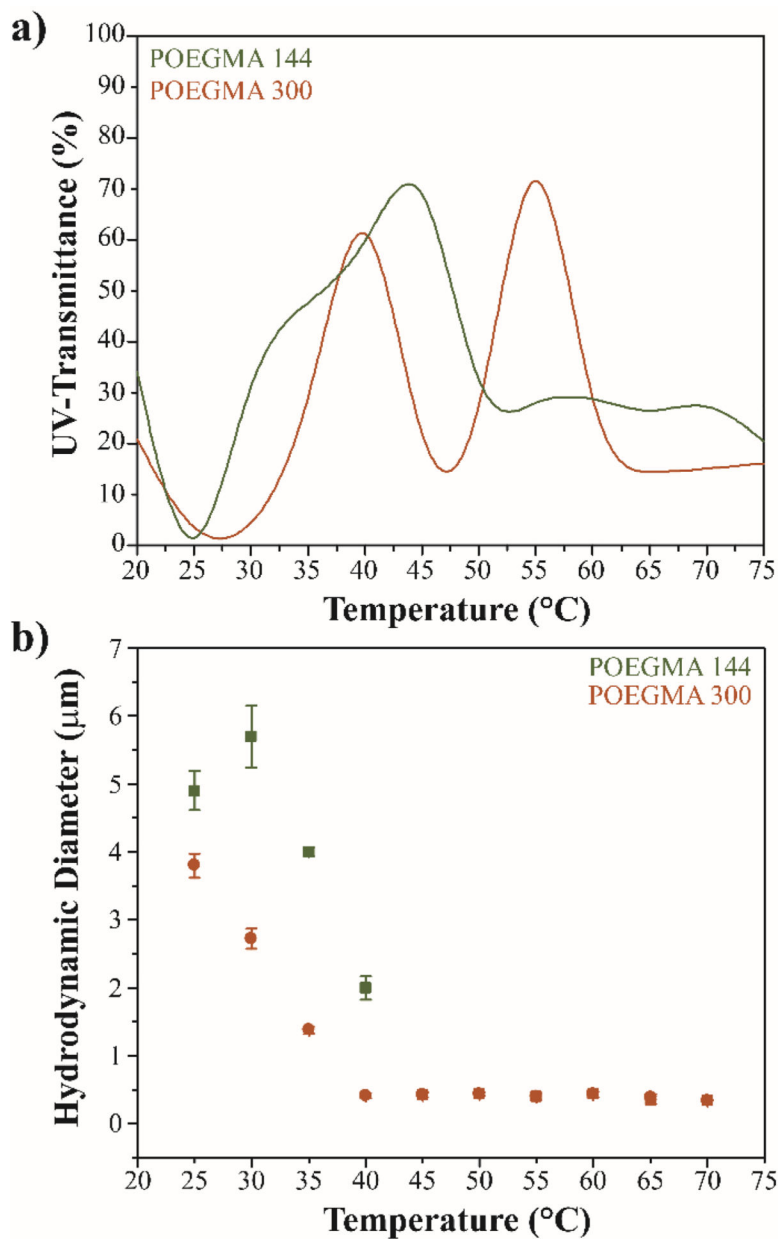 a)
POEGMA 144
POEGMA 300
UV-Transmittance (%)
100
90
80
70
60
50
40
30
20
10
0
20 25 30 35 40 45 50 55 60 65 70 75
Temperature (°C)
b)
POEGMA 144
POEGMA 300
Hydrodynamic Diameter (μm)
7
6
5
4
3
2
1
0
20 25 30 35 40 45 50 55 60 65 70 75
Temperature (°C)